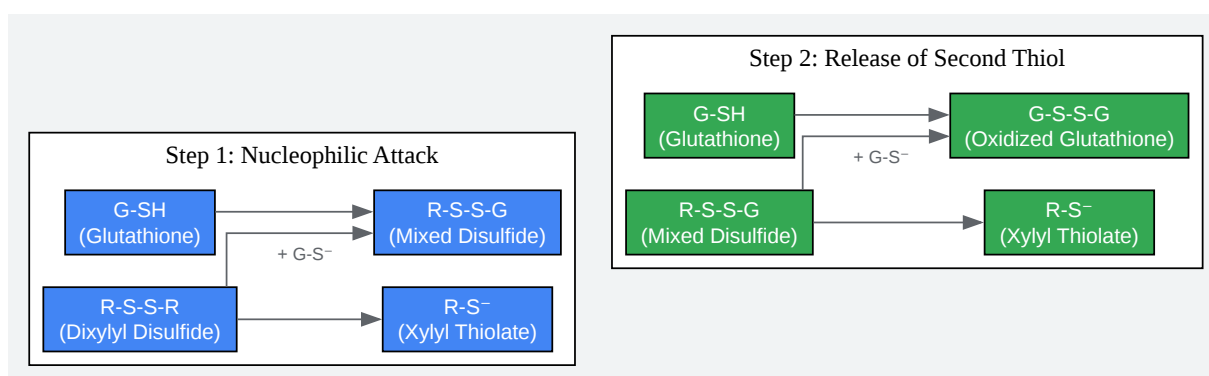 Step 1: Nucleophilic Attack
G-SH
(Glutathione)
R-S-S-G
(Mixed Disulfide)
+ G-S⁻
R-S-S-R
(Dixylyl Disulfide)
R-S⁻
(Xylyl Thiolate)
Step 2: Release of Second Thiol
G-SH
(Glutathione)
G-S-S-G
(Oxidized Glutathione)
+ G-S⁻
R-S-S-G
(Mixed Disulfide)
R-S⁻
(Xylyl Thiolate)